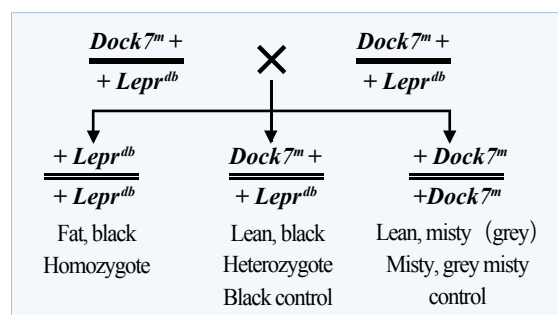 Dock7ᵐ +
+ Leprᵈᵇ
×
Dock7ᵐ +
+ Leprᵈᵇ
+ Leprᵈᵇ
+ Leprᵈᵇ
Fat, black
Homozygote
Dock7ᵐ +
+ Leprᵈᵇ
Lean, black
Heterozygote
Black control
+ Dock7ᵐ
+Dock7ᵐ
Lean, misty（grey）
Misty, grey misty
control